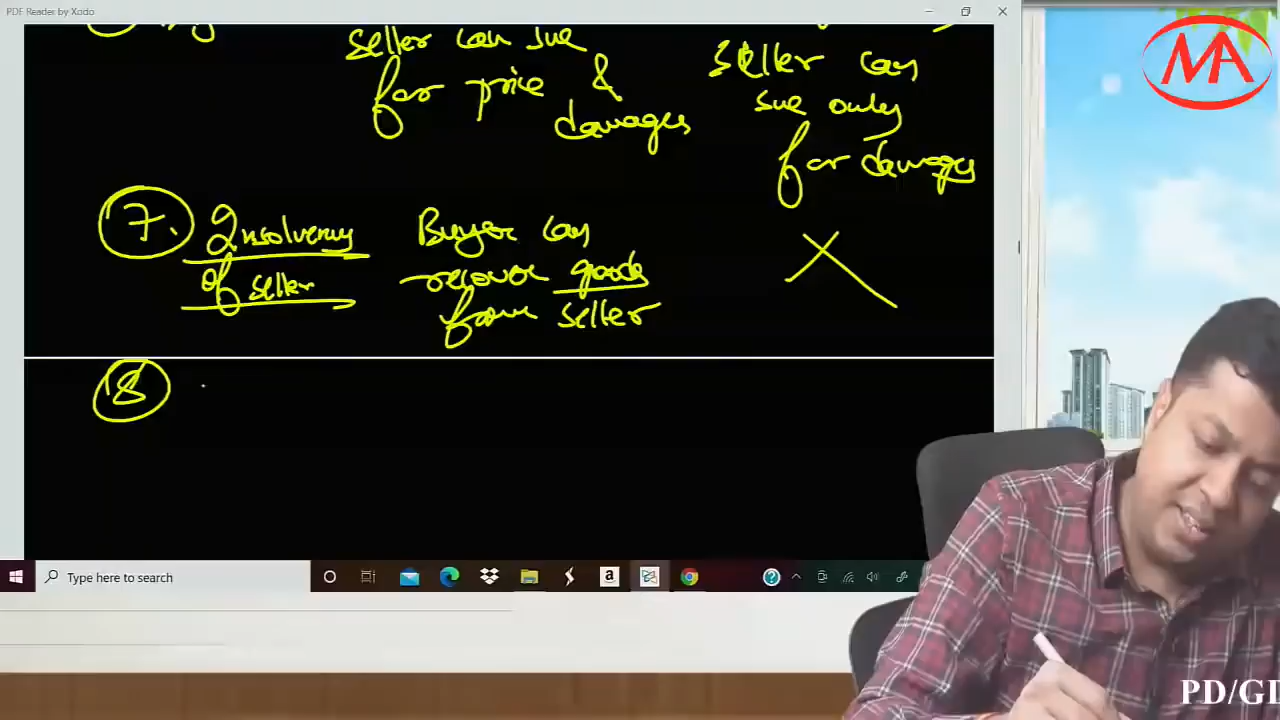 PDF Reader by Xodo
seller can sue
for price &
damages
seller can
sue only
for damages
7. Insolvency
of seller
Buyer can
recover goods
from seller
8
MA
Type here to search
PD/GD